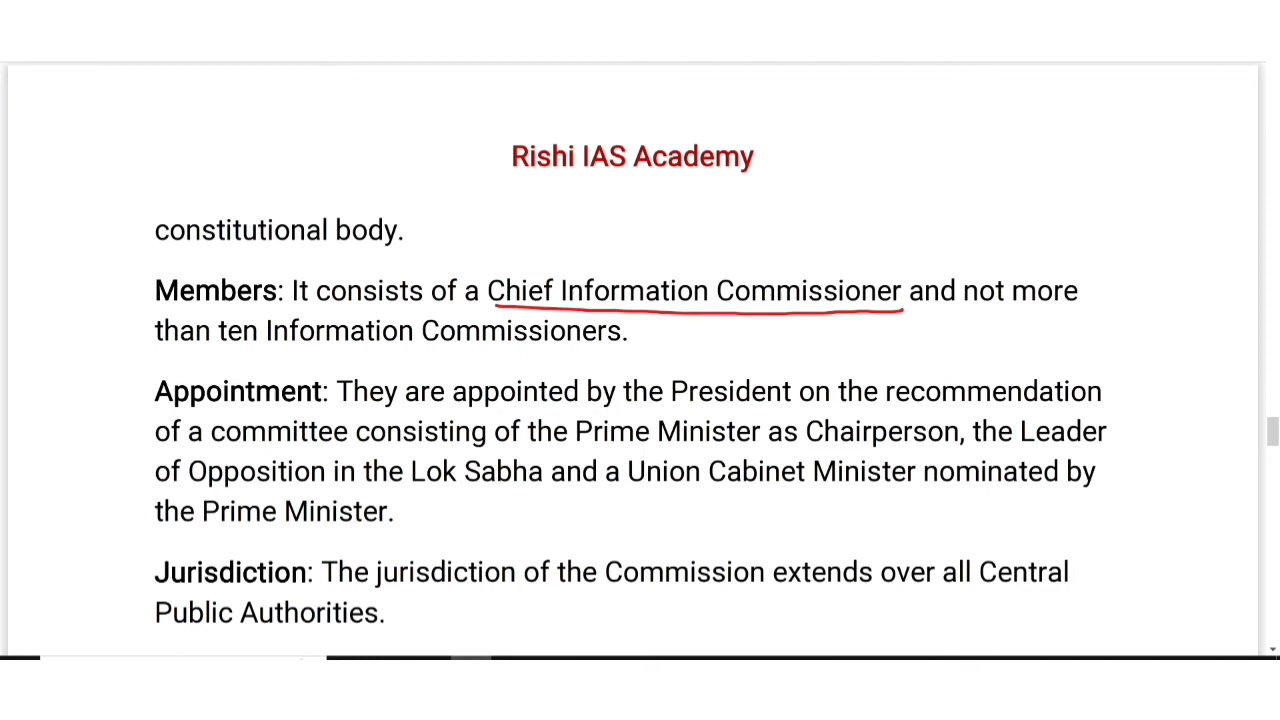 Rishi IAS Academy
constitutional body.
Members: It consists of a Chief Information Commissioner and not more
than ten Information Commissioners.
Appointment: They are appointed by the President on the recommendation
of a committee consisting of the Prime Minister as Chairperson, the Leader
of Opposition in the Lok Sabha and a Union Cabinet Minister nominated by
the Prime Minister.
Jurisdiction: The jurisdiction of the Commission extends over all Central
Public Authorities.